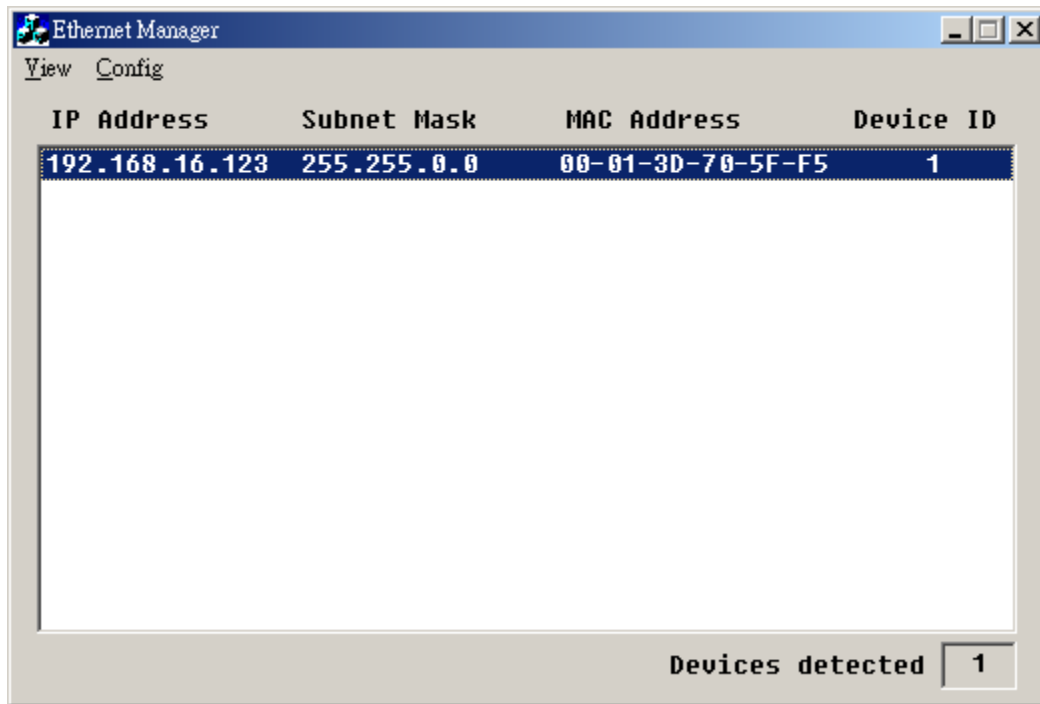 Ethernet Manager
View Config
IP Address Subnet Mask MAC Address Device ID
192.168.16.123 255.255.0.0 00-01-3D-70-5F-F5 1
Devices detected 1